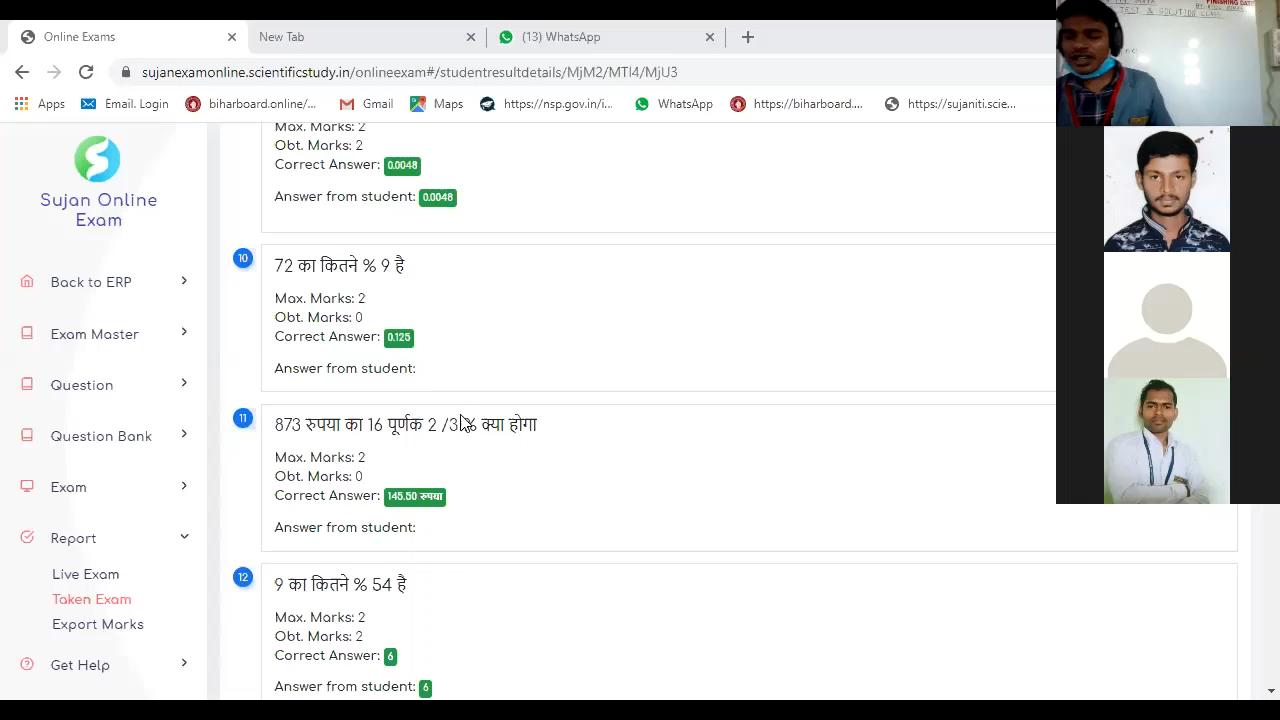 Online Exams
New Tab
(13) WhatsApp
sujanexamonline.scientificstudy.in/onlineexam#/studentresultdetails/MjM2/MTI4/MjU3
Apps
Email. Login
biharboard.online/...
Gmail
Maps
https://nsp.gov.in/i...
WhatsApp
https://biharboard....
https://sujaniti.scie...
FINISHING DATE
TEST & SOLUTION CLASS
Sujan Online
Exam
Back to ERP
Exam Master
Question
Question Bank
Exam
Report
Live Exam
Taken Exam
Export Marks
Get Help
Max. Marks: 2
Obt. Marks: 2
Correct Answer: 0.0048
Answer from student: 0.0048
10
72 का कितने % 9 है
Max. Marks: 2
Obt. Marks: 0
Correct Answer: 0.125
Answer from student:
11
873 रुपया का 16 पूर्णक 2 /3 क्या होगा
Max. Marks: 2
Obt. Marks: 0
Correct Answer: 145.50 रुपया
Answer from student:
12
9 का कितने % 54 है
Max. Marks: 2
Obt. Marks: 2
Correct Answer: 6
Answer from student: 6